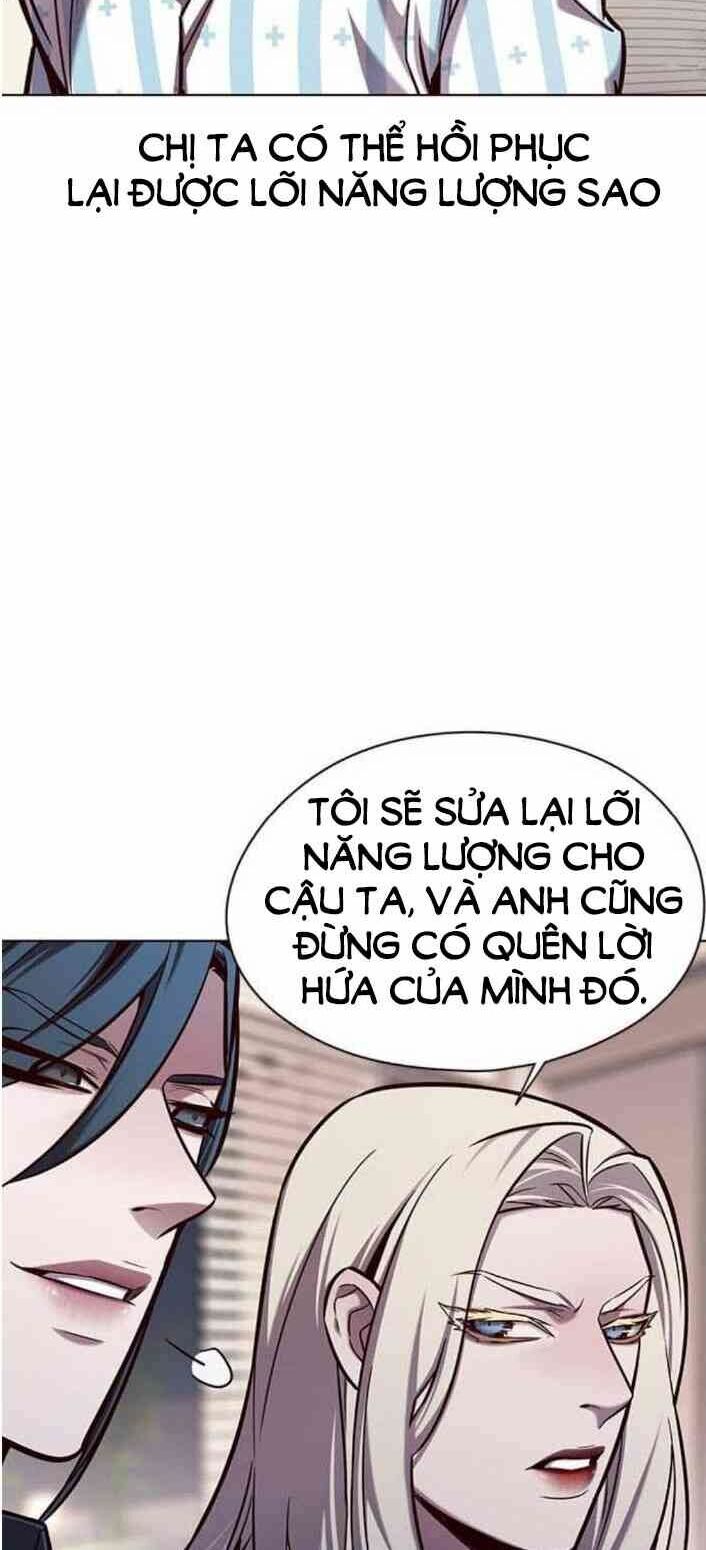 CHỊ TA CÓ THỂ HỒI PHỤC
LẠI ĐƯỢC LÕI NĂNG LƯỢNG SAO
TÔI SẼ SỬA LẠI LÕI
NĂNG LƯỢNG CHO
CẬU TA, VÀ ANH CŨNG
ĐỪNG CÓ QUÊN LỜI
HỨA CỦA MÌNH ĐÓ.